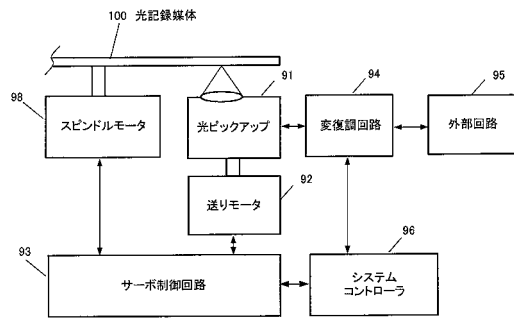 100 光記録媒体
98
スピンドルモータ
91
光ピックアップ
94
変復調回路
95
外部回路
92
送りモータ
93
サーボ制御回路
96
システム
コントローラ